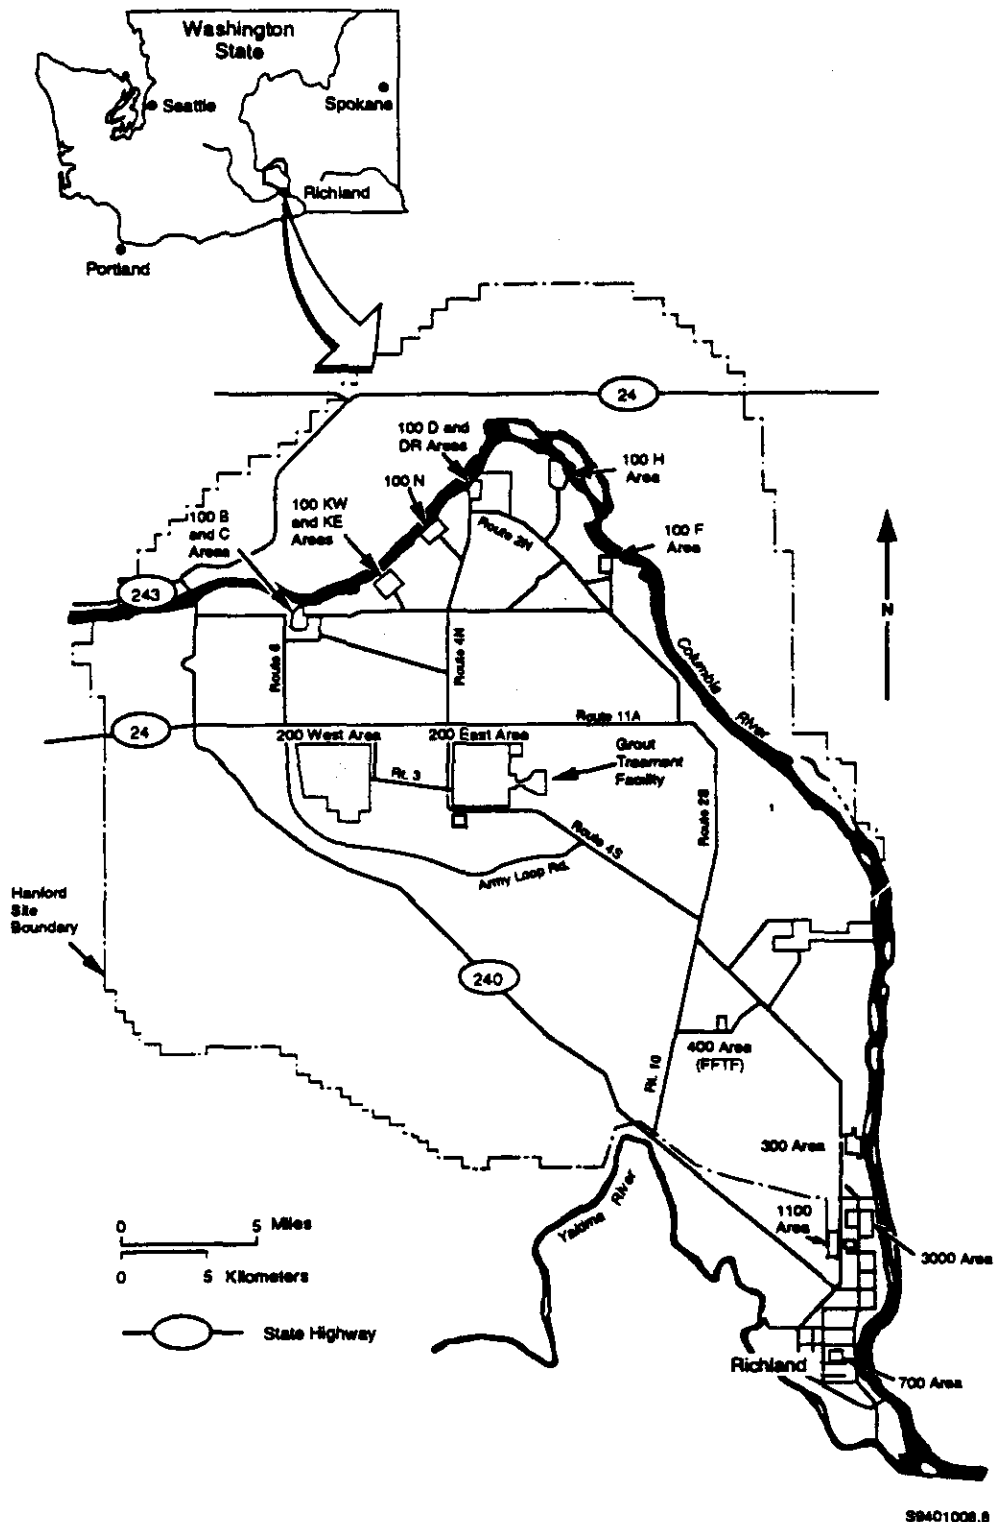 Washington
State
Seattle
Spokane
Richland
Portland
24
100 D and
DR Areas
100 H
Area
100 N
100 KW
and KE
Areas
100 B
and C
Areas
Route 2N
100 F
Area
243
N
Route 6
Route 4N
Columbia
River
Route 11A
24
200 West Area
200 East Area
Grout
Treament
Facility
Rt. 3
Route 2S
Route 4S
Army Loop Rd.
Hanford
Site
Boundary
240
400 Area
(FFTF)
Rt. 10
300 Area
Yakima River
1100
Area
3000 Area
0 5 Miles
0 5 Kilometers
State Highway
Richland
700 Area
S9401008.8